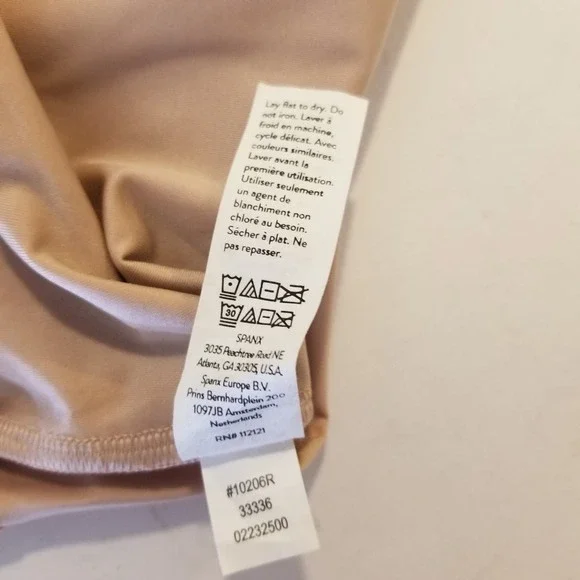 Lay flat to dry. Do
not iron. Laver à
froid en machine,
cycle délicat. Avec
couleurs similaires.
Laver avant la
première utilisation.
Utiliser seulement
un agent de
blanchiment non
chloré au besoin.
Sécher à plat. Ne
pas repasser.
30
SPANX
3035 Peachtree Road NE
Atlanta, GA 30305, U.S.A.
Spanx Europe B.V.
Prins Bernhardplein 200
1097JB Amsterdam,
Netherlands
RN# 112121
#10206R
33336
02232500